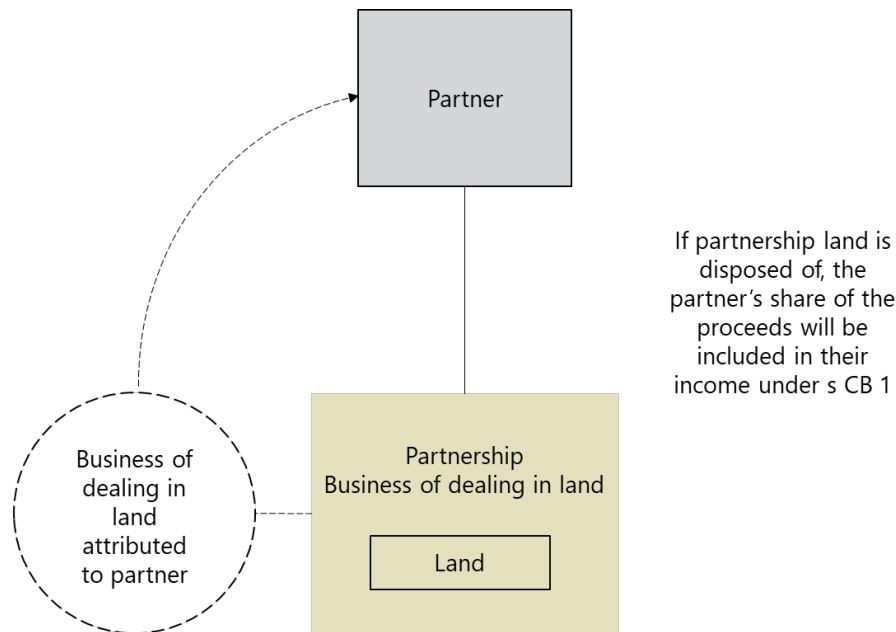 Partner
If partnership land is
disposed of, the
partner’s share of the
proceeds will be
included in their
income under s CB 1
Business of
dealing in
land
attributed
to partner
Partnership
Business of dealing in land
Land